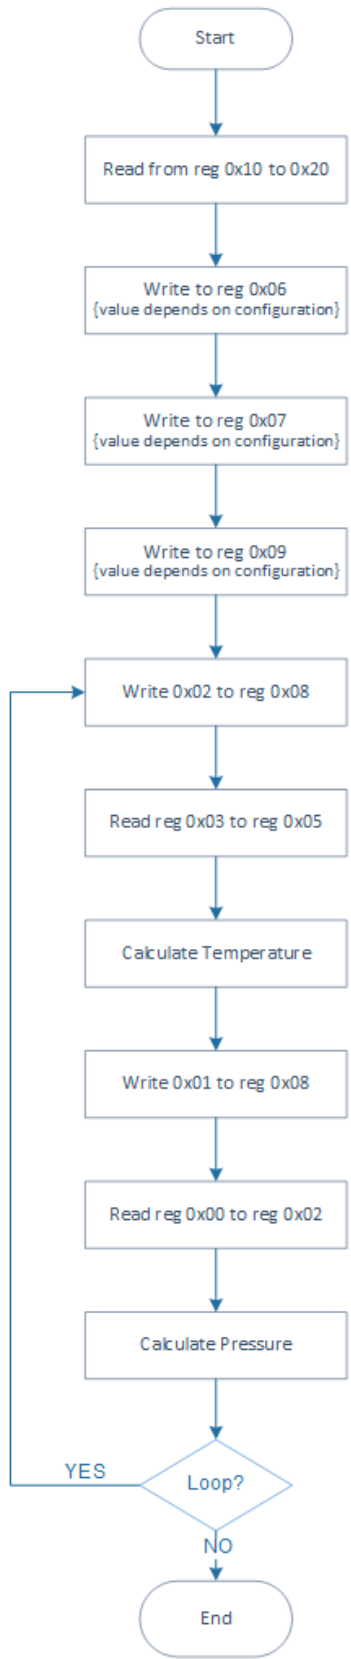 Start
Read from reg 0x10 to 0x20
Write to reg 0x06
{value depends on configuration}
Write to reg 0x07
{value depends on configuration}
Write to reg 0x09
{value depends on configuration}
Write 0x02 to reg 0x08
Read reg 0x03 to reg 0x05
Calculate Temperature
Write 0x01 to reg 0x08
Read reg 0x00 to reg 0x02
Calculate Pressure
YES
Loop?
NO
End